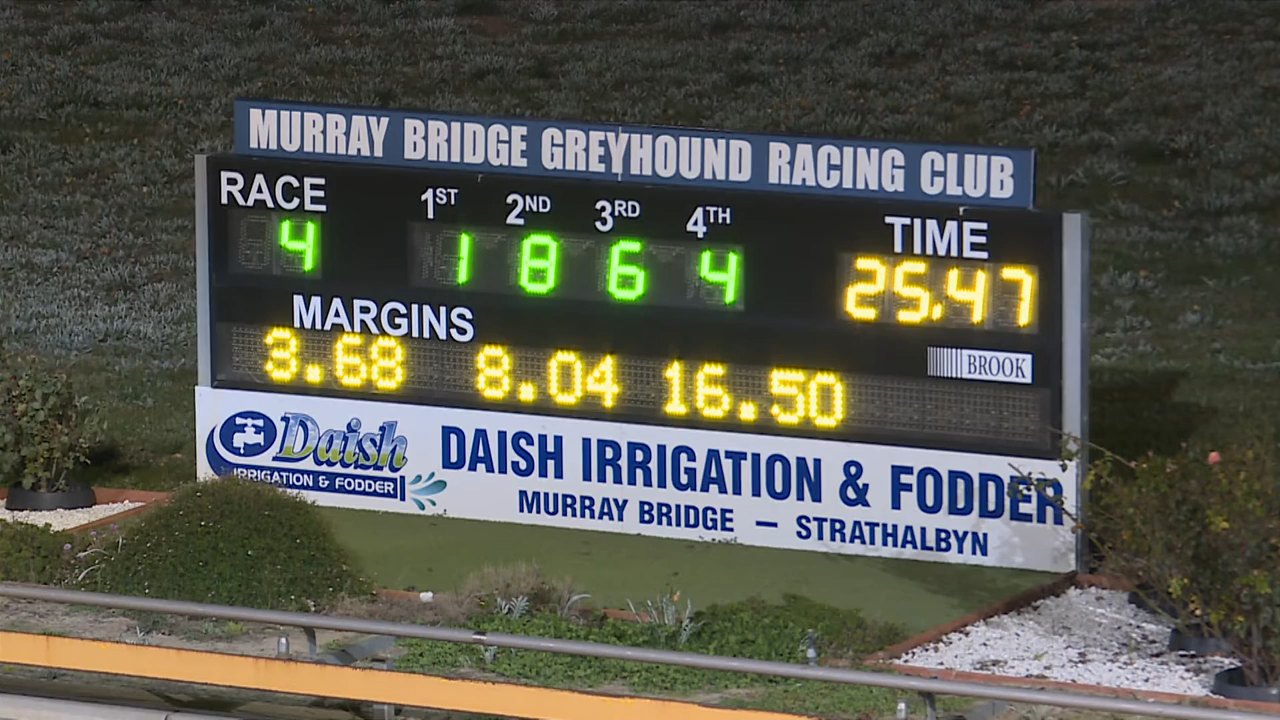 MURRAY BRIDGE GREYHOUND RACING CLUB
RACE 1ST 2ND 3RD 4TH TIME
4 1 8 6 4 25.47
MARGINS
BROOK
3.68 8.04 16.50
Daish
IRRIGATION & FODDER
DAISH IRRIGATION & FODDER
MURRAY BRIDGE – STRATHALBYN